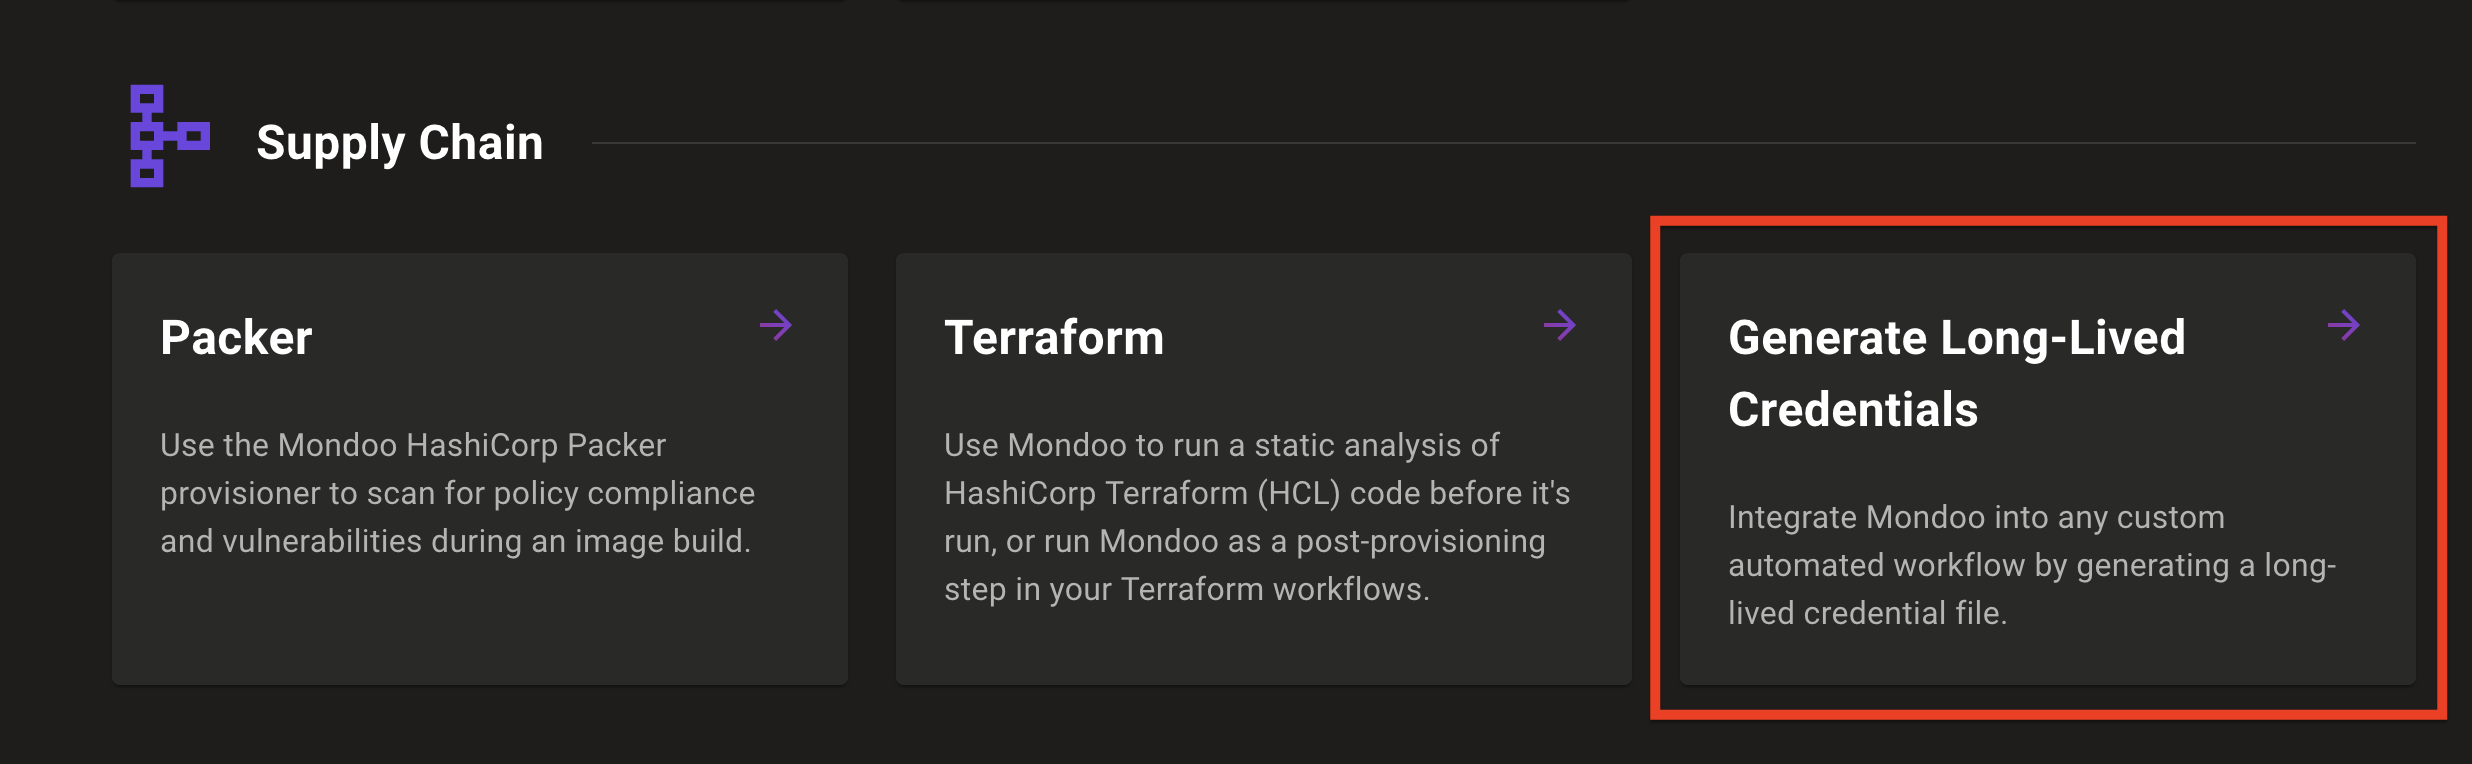 Supply Chain
Packer
Use the Mondoo HashiCorp Packer
provisioner to scan for policy compliance
and vulnerabilities during an image build.
Terraform
Use Mondoo to run a static analysis of
HashiCorp Terraform (HCL) code before it's
run, or run Mondoo as a post-provisioning
step in your Terraform workflows.
Generate Long-Lived
Credentials
Integrate Mondoo into any custom
automated workflow by generating a long-
lived credential file.